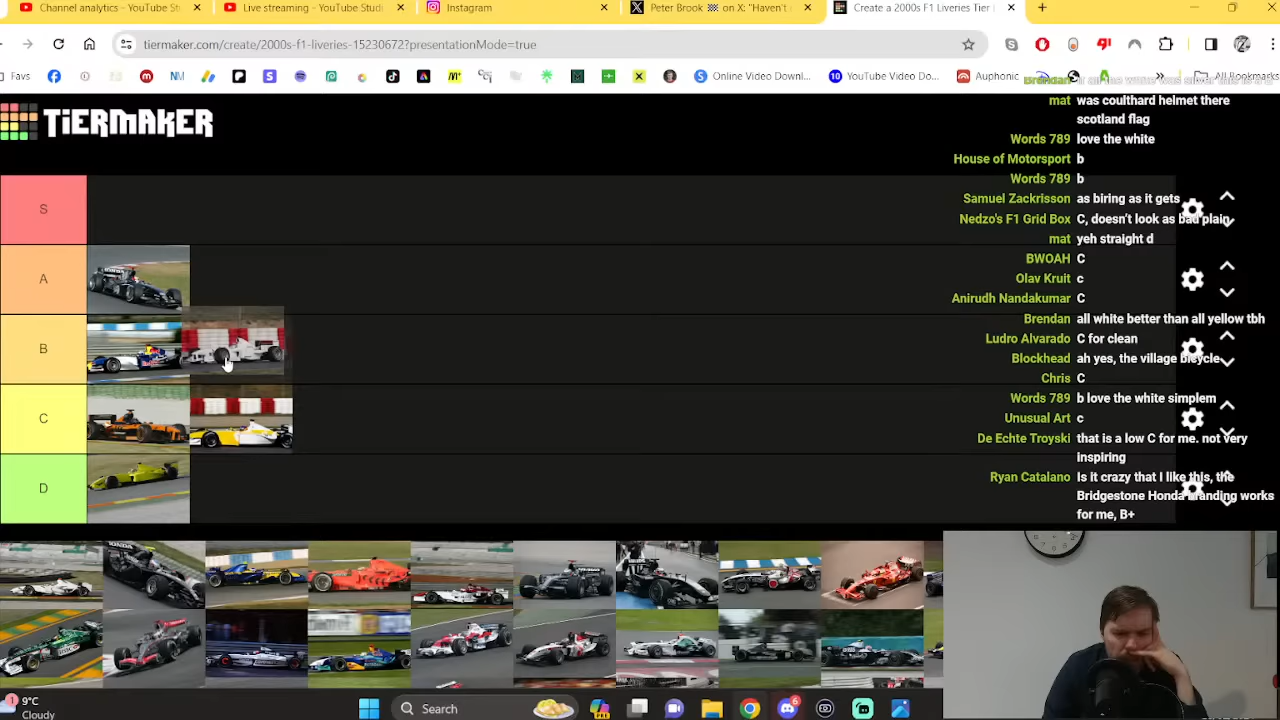 Channel analytics - YouTube St
Live streaming - YouTube Studi
Instagram
Peter Brook on X: "Haven't
Create a 2000s F1 Liveries Tier
tiermaker.com/create/2000s-f1-liveries-15230672?presentationMode=true
Favs
Online Video Down...
YouTube Video Do...
Auphonic
All Bookmarks
TiERMAKER
Brendan
mat was coulthard helmet there
scotland flag
Words 789 love the white
House of Motorsport b
Words 789 b
Samuel Zackrisson as biring as it gets
Nedzo's F1 Grid Box C, doesn't look as bad plain
mat yeh straight d
BWOAH C
Olav Kruit c
Anirudh Nandakumar C
Brendan all white better than all yellow tbh
Ludro Alvarado C for clean
Blockhead ah yes, the village bicycle
Chris C
Words 789 b love the white simplem
Unusual Art c
De Echte Troyski that is a low C for me. not very
inspiring
Ryan Catalano Is it crazy that I like this, the
Bridgestone Honda branding works
for me, B+
S
A
B
C
D
9°C
Cloudy
Search